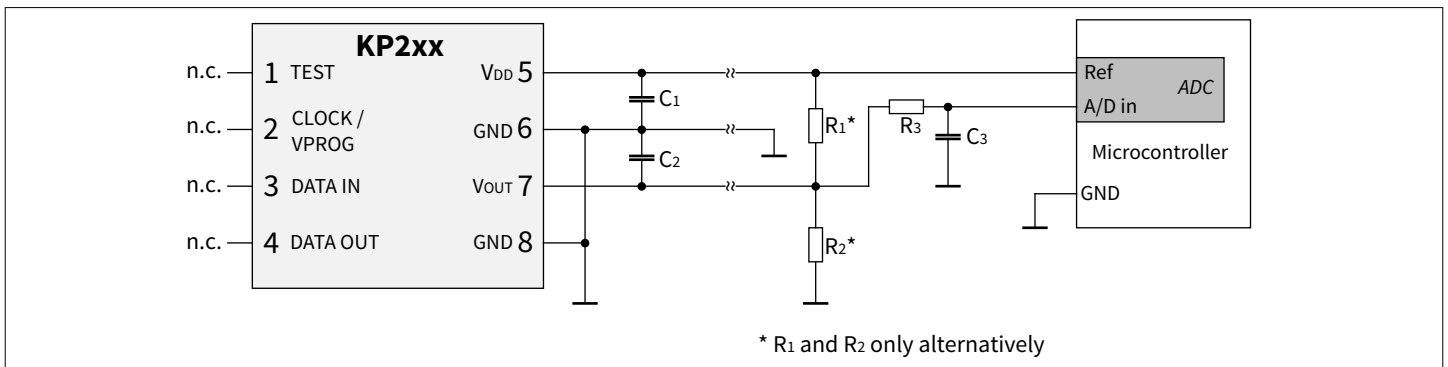 KP2xx
n.c. 1 TEST VDD 5
n.c. 2 CLOCK / VPROG GND 6
n.c. 3 DATA IN VOUT 7
n.c. 4 DATA OUT GND 8
C1
C2
R1*
R2*
R3
C3
Ref
ADC
A/D in
Microcontroller
GND
* R1 and R2 only alternatively